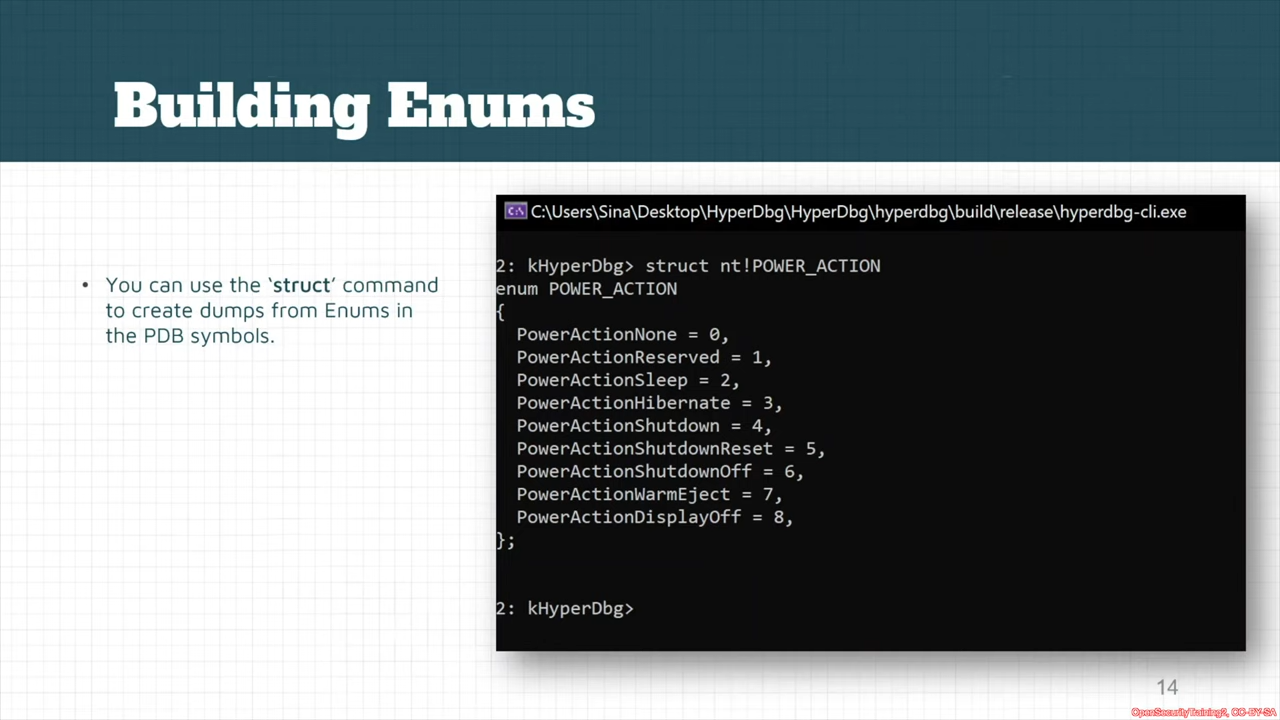 Building Enums
• You can use the ‘struct’ command
to create dumps from Enums in
the PDB symbols.
C:\Users\Sina\Desktop\HyperDbg\HyperDbg\hyperdbg\build\release\hyperdbg-cli.exe
2: kHyperDbg> struct nt!POWER_ACTION
enum POWER_ACTION
{
PowerActionNone = 0,
PowerActionReserved = 1,
PowerActionSleep = 2,
PowerActionHibernate = 3,
PowerActionShutdown = 4,
PowerActionShutdownReset = 5,
PowerActionShutdownOff = 6,
PowerActionWarmEject = 7,
PowerActionDisplayOff = 8,
};
2: kHyperDbg>
14
OpenSecurityTraining2, CC-BY-SA